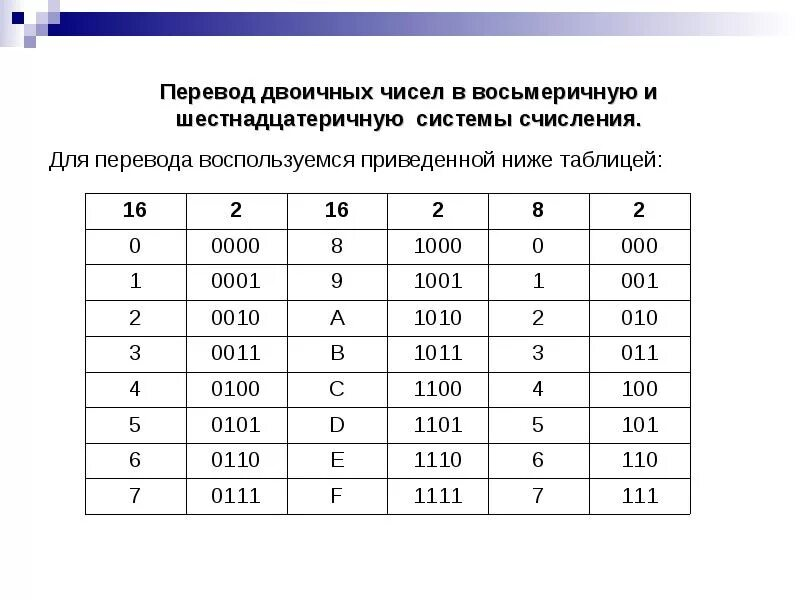 Перевод двоичных чисел в восьмеричную и
шестнадцатеричную системы счисления.
Для перевода воспользуемся приведенной ниже таблицей:
16 2 16 2 8 2
0 0000 8 1000 0 000
1 0001 9 1001 1 001
2 0010 A 1010 2 010
3 0011 B 1011 3 011
4 0100 C 1100 4 100
5 0101 D 1101 5 101
6 0110 E 1110 6 110
7 0111 F 1111 7 111